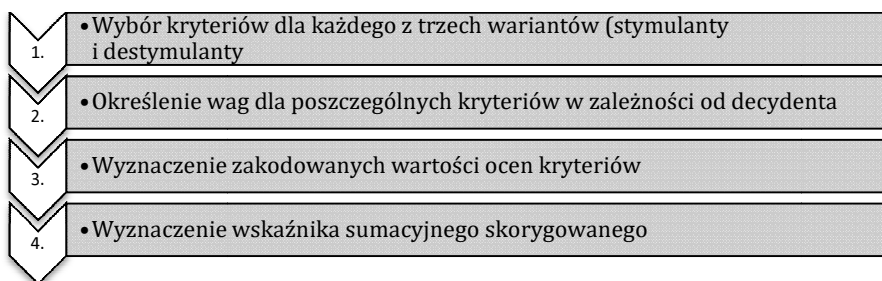 1.
•Wybór kryteriów dla każdego z trzech wariantów (stymulanty
i destymulanty
2.
•Określenie wag dla poszczególnych kryteriów w zależności od decydenta
3.
•Wyznaczenie zakodowanych wartości ocen kryteriów
4.
•Wyznaczenie wskaźnika sumacyjnego skorygowanego